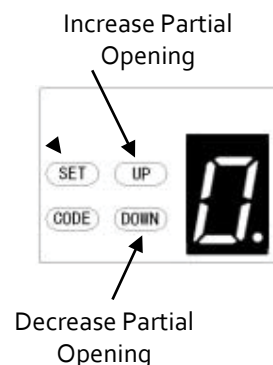 Increase Partial
Opening
SET UP
CODE DOWN
0.
Decrease Partial
Opening